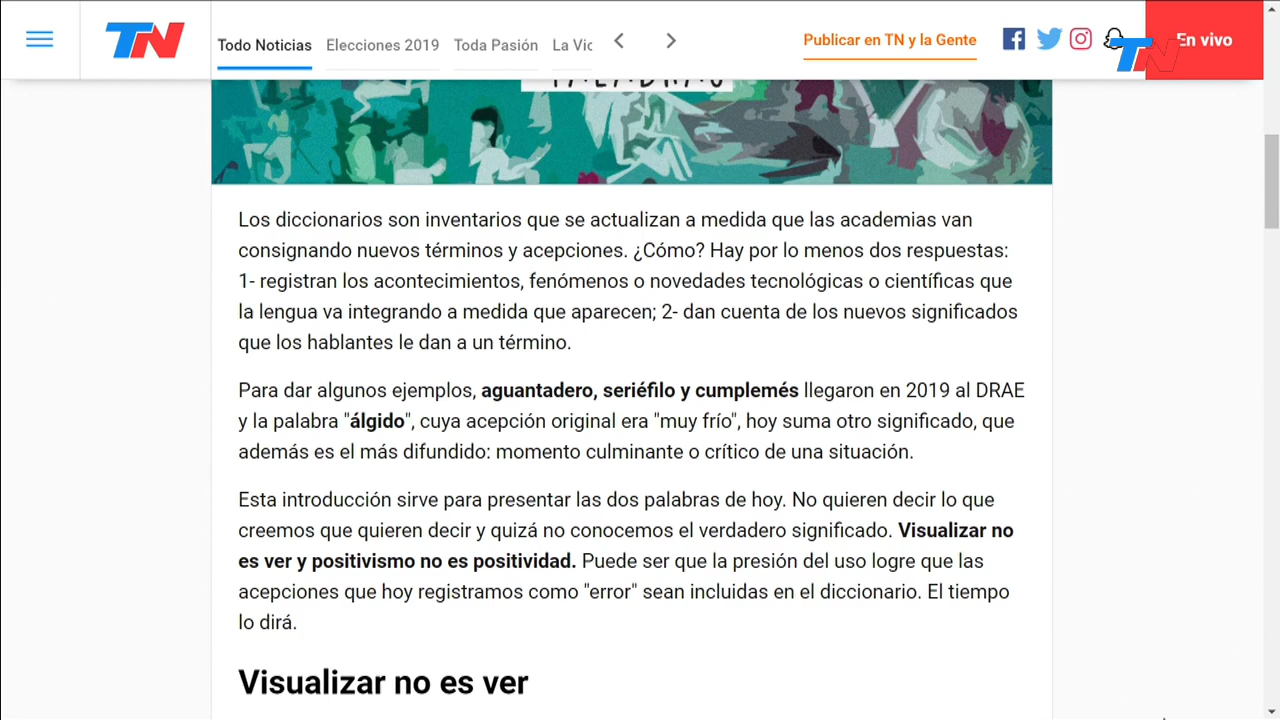 TN
Todo Noticias
Elecciones 2019
Toda Pasión
La Vic
Publicar en TN y la Gente
TN
En vivo
Los diccionarios son inventarios que se actualizan a medida que las academias van
consignando nuevos términos y acepciones. ¿Cómo? Hay por lo menos dos respuestas:
1- registran los acontecimientos, fenómenos o novedades tecnológicas o científicas que
la lengua va integrando a medida que aparecen; 2- dan cuenta de los nuevos significados
que los hablantes le dan a un término.
Para dar algunos ejemplos, aguantadero, seriéfilo y cumplemés llegaron en 2019 al DRAE
y la palabra "álgido", cuya acepción original era "muy frío", hoy suma otro significado, que
además es el más difundido: momento culminante o crítico de una situación.
Esta introducción sirve para presentar las dos palabras de hoy. No quieren decir lo que
creemos que quieren decir y quizá no conocemos el verdadero significado. Visualizar no
es ver y positivismo no es positividad. Puede ser que la presión del uso logre que las
acepciones que hoy registramos como "error" sean incluidas en el diccionario. El tiempo
lo dirá.
Visualizar no es ver